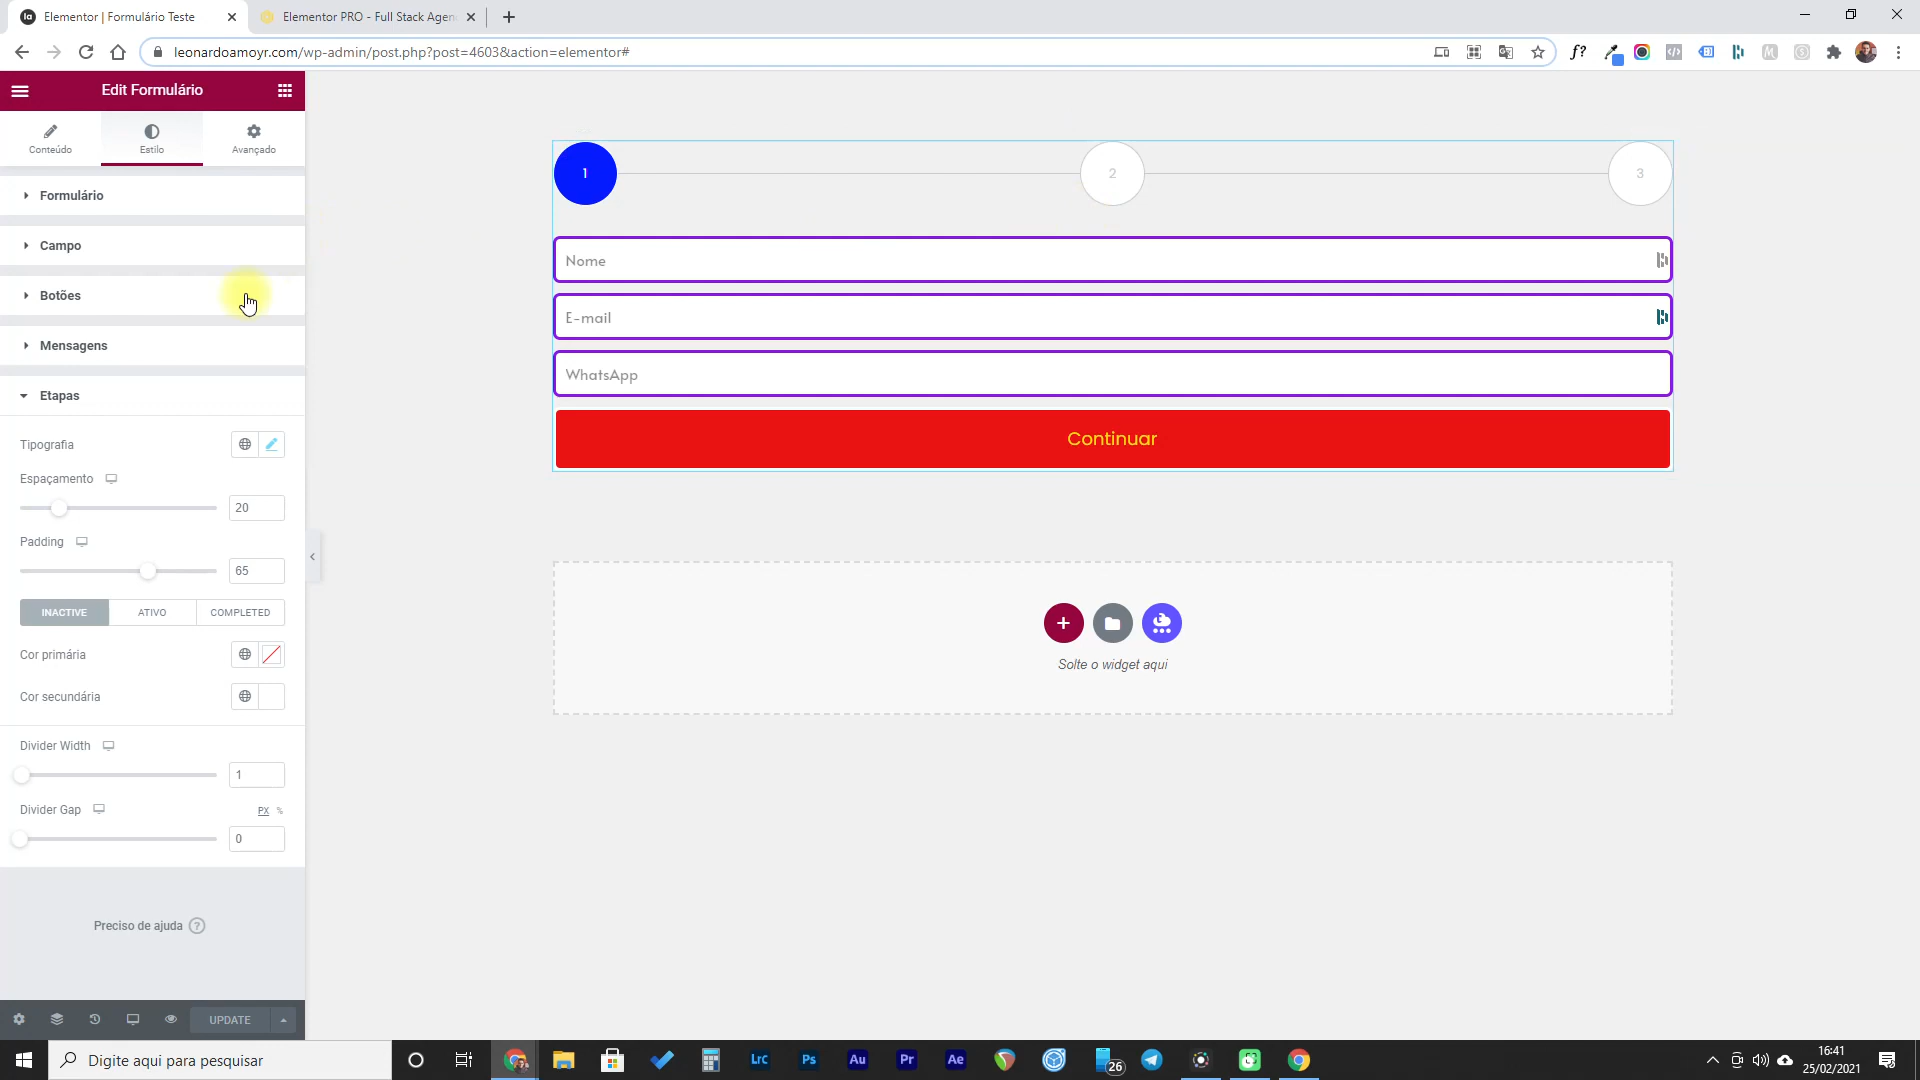 Elementor | Formulário Teste
Elementor PRO - Full Stack Agen
leonardoamoyr.com/wp-admin/post.php?post=4603&action=elementor#
f?
Edit Formulário
Conteúdo
Estilo
Avançado
Formulário
Campo
Botões
Mensagens
Etapas
Tipografia
Espaçamento
20
Padding
65
INACTIVE
ATIVO
COMPLETED
Cor primária
Cor secundária
Divider Width
1
Divider Gap
PX %
0
Preciso de ajuda ?
UPDATE
1
2
3
Nome
E-mail
WhatsApp
Continuar
Solte o widget aqui
Digite aqui para pesquisar
Lrc
Ps
Au
Pr
Ae
26
16:41
25/02/2021